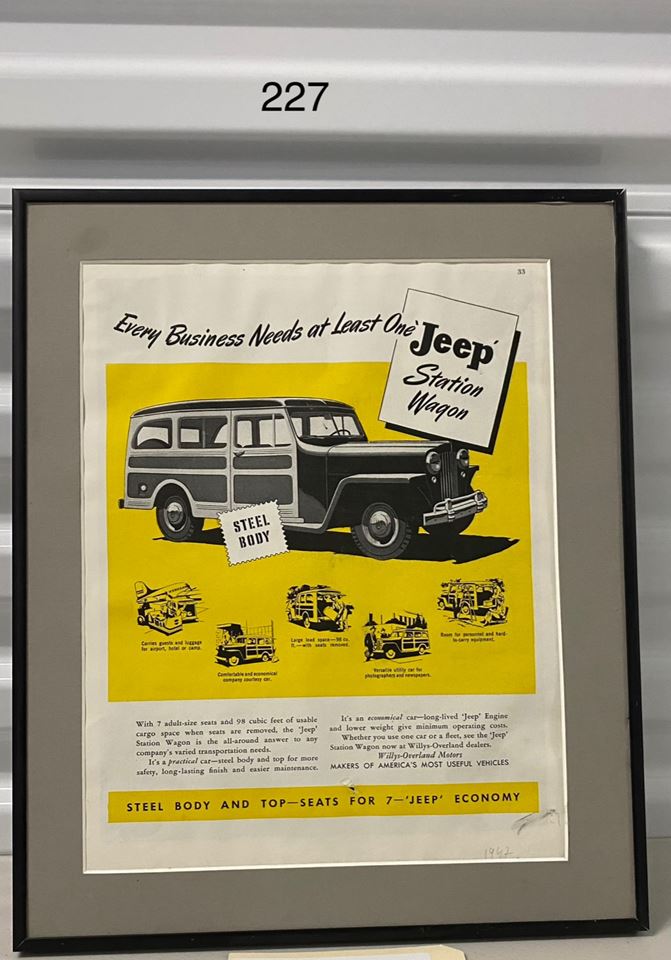 227
33
Every Business Needs at Least One 'Jeep'
Station
Wagon
STEEL
BODY
Carries guests and luggage
for airport, hotel or camp.
Comfortable and economical
company courtesy car.
Large load space—98 cu.
ft.—with seats removed.
Versatile utility car for
photographers and newspapers.
Room for personnel and hard-
to-carry equipment.
With 7 adult-size seats and 98 cubic feet of usable
cargo space when seats are removed, the 'Jeep'
Station Wagon is the all-around answer to any
company's varied transportation needs.
It's a practical car—steel body and top for more
safety, long-lasting finish and easier maintenance.
It's an economical car—long-lived 'Jeep' Engine
and lower weight give minimum operating costs.
Whether you use one car or a fleet, see the 'Jeep'
Station Wagon now at Willys-Overland dealers.
Willys-Overland Motors
MAKERS OF AMERICA'S MOST USEFUL VEHICLES
STEEL BODY AND TOP—SEATS FOR 7—'JEEP' ECONOMY